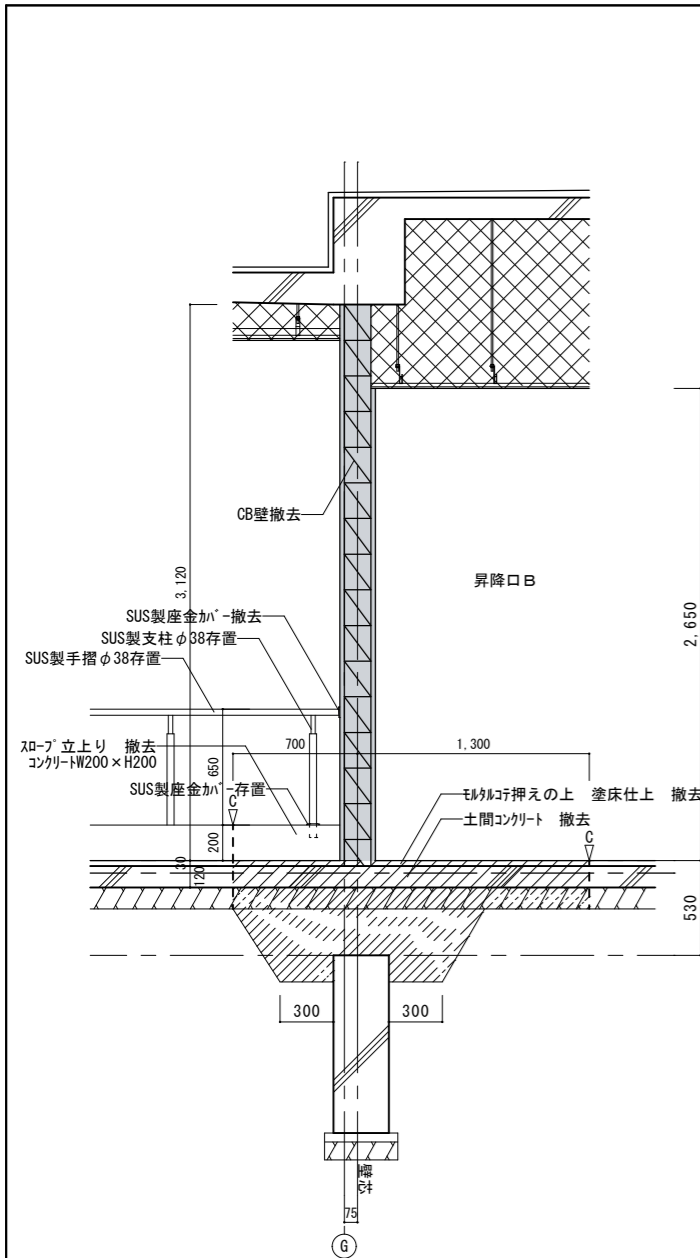 CB壁撤去
昇降口B
3,120
2,650
SUS製座金ｶﾊﾞｰ撤去
SUS製支柱φ38存置
SUS製手摺φ38存置
700
1,300
ｽﾛｰﾌﾟ立上り 撤去
ｺﾝｸﾘｰﾄW200×H200
650
SUS製座金ｶﾊﾞｰ存置
C
ﾓﾙﾀﾙｺﾃ押えの上 塗床仕上 撤去
土間ｺﾝｸﾘｰﾄ 撤去
C
200
30
120
530
300
300
壁芯
75
G